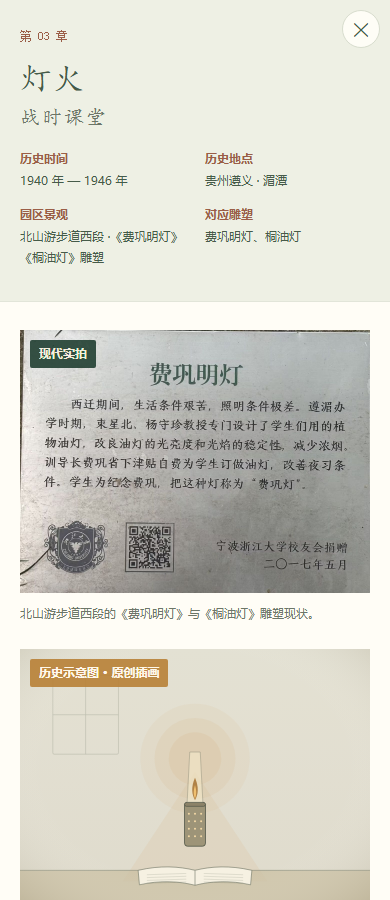 第 03 章
灯火
战时课堂
历史时间
1940 年 — 1946 年
历史地点
贵州遵义 · 湄潭
园区景观
北山游步道西段 ·《费巩明灯》
《桐油灯》雕塑
对应雕塑
费巩明灯、桐油灯
现代实拍
费巩明灯
西迁期间，生活条件艰苦，照明条件极差。遵湄办
学时期，束星北、杨守珍教授专门设计了学生们用的植
物油灯，改良油灯的光亮度和光焰的稳定性，减少浓烟。
训导长费巩省下津贴自费为学生订做油灯，改善夜习条
件。学生为纪念费巩，把这种灯称为“费巩灯”。
宁波浙江大学校友会捐赠
二〇一七年五月
北山游步道西段的《费巩明灯》与《桐油灯》雕塑现状。
历史示意图 · 原创插画